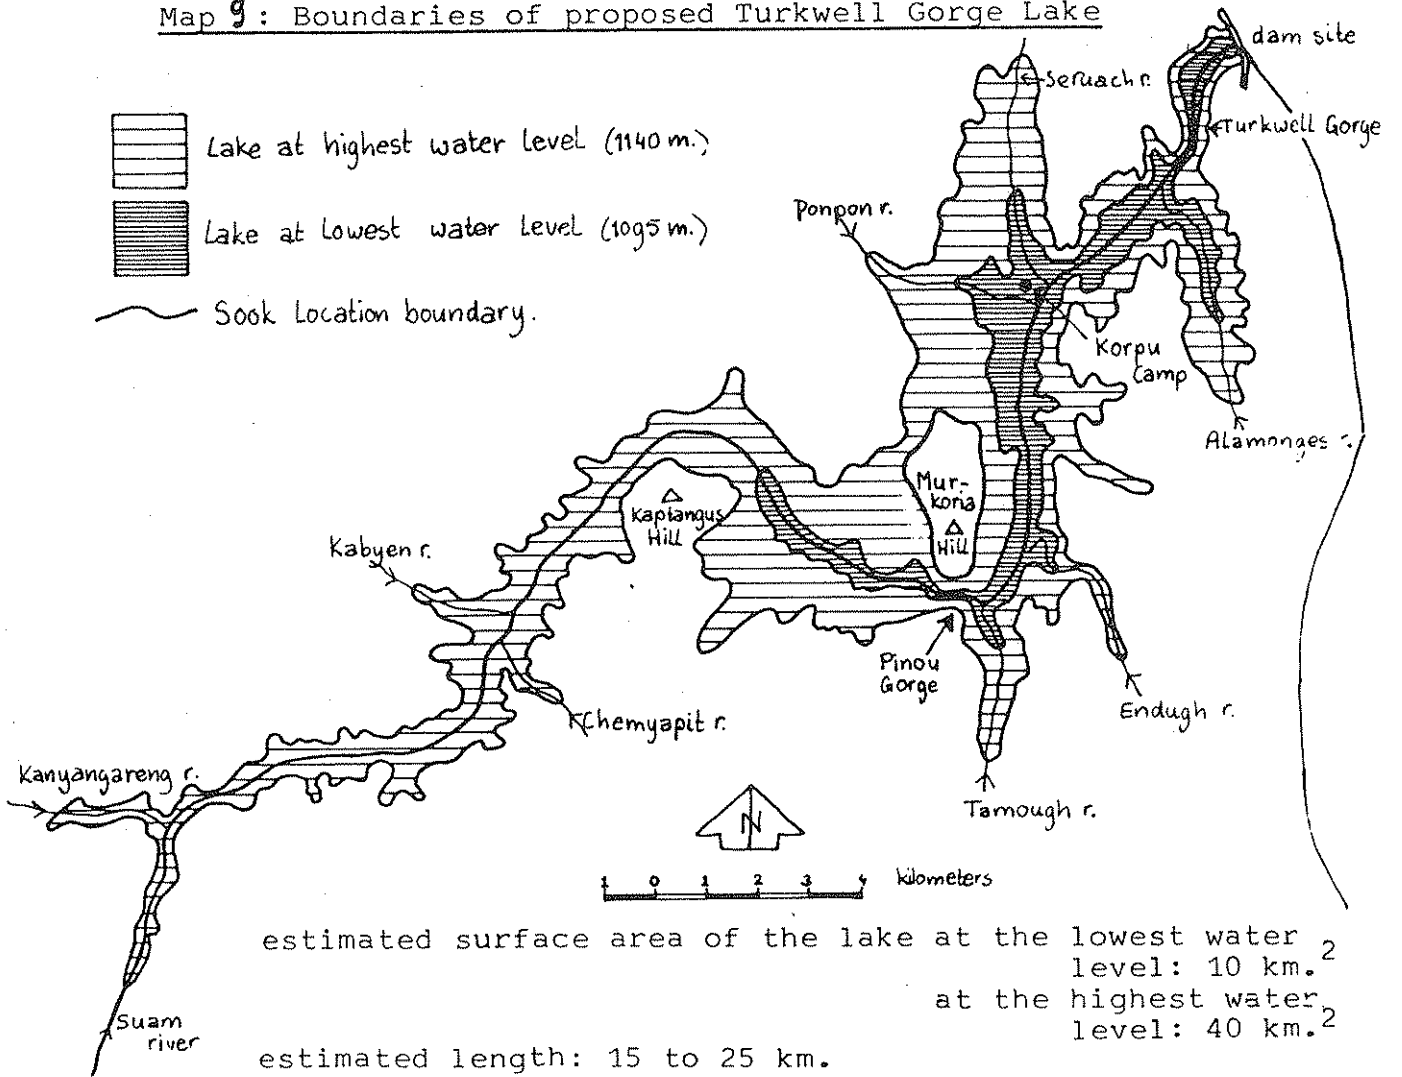 Map 9: Boundaries of proposed Turkwell Gorge Lake
dam site
Seruach r.
Turkwell Gorge
Lake at highest water level (1140 m.)
Ponpon r.
Lake at lowest water level (1095 m.)
Sook Location boundary.
Korpu
Camp
Alamonges r.
Mur-
koria
Hill
Kaptangus
Hill
Kabyen r.
Pinou
Gorge
Endugh r.
Chemyapit r.
Kanyangareng r.
Tamough r.
N
1 0 1 2 3 4 kilometers
estimated surface area of the lake at the lowest water
level: 10 km.2
at the highest water
level: 40 km.2
Suam
river
estimated length: 15 to 25 km.